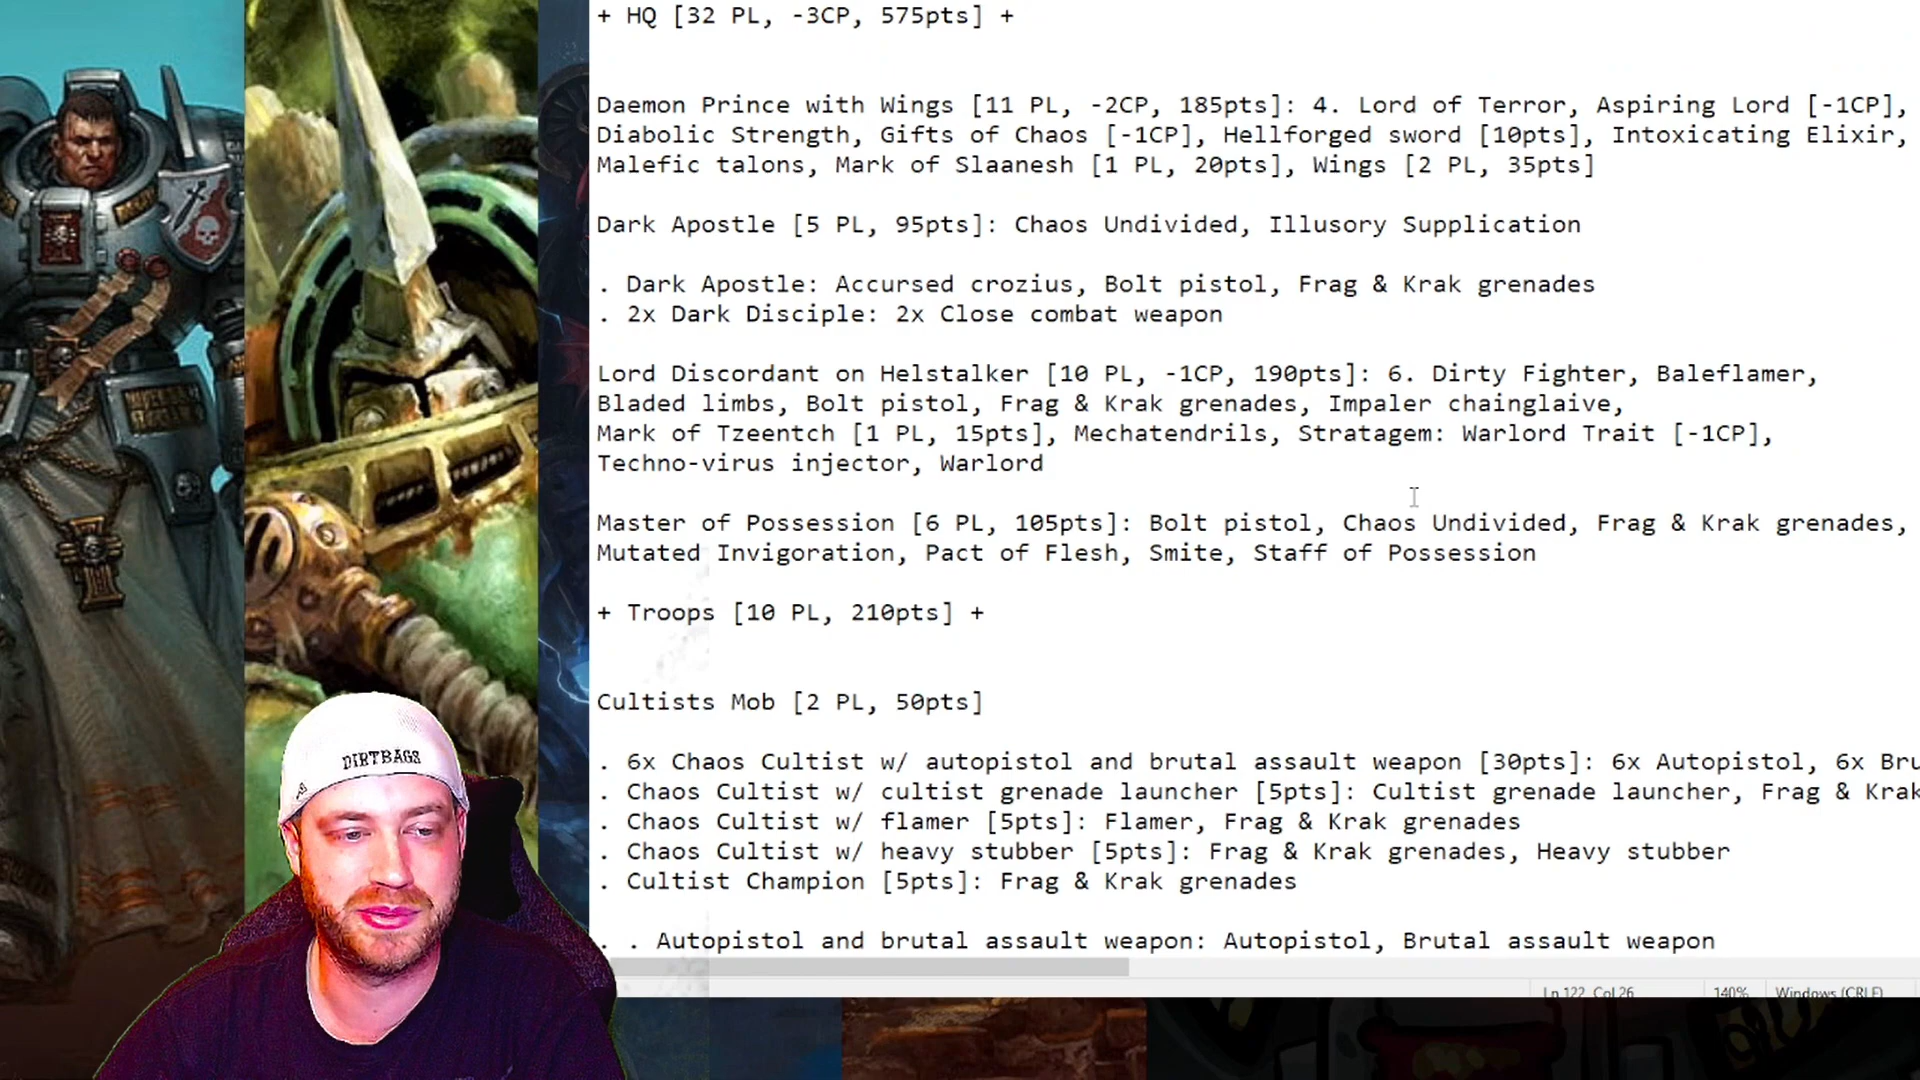 + HQ [32 PL, -3CP, 575pts] +
Daemon Prince with Wings [11 PL, -2CP, 185pts]: 4. Lord of Terror, Aspiring Lord [-1CP],
Diabolic Strength, Gifts of Chaos [-1CP], Hellforged sword [10pts], Intoxicating Elixir,
Malefic talons, Mark of Slaanesh [1 PL, 20pts], Wings [2 PL, 35pts]
Dark Apostle [5 PL, 95pts]: Chaos Undivided, Illusory Supplication
. Dark Apostle: Accursed crozius, Bolt pistol, Frag & Krak grenades
. 2x Dark Disciple: 2x Close combat weapon
Lord Discordant on Helstalker [10 PL, -1CP, 190pts]: 6. Dirty Fighter, Baleflamer,
Bladed limbs, Bolt pistol, Frag & Krak grenades, Impaler chainglaive,
Mark of Tzeentch [1 PL, 15pts], Mechatendrils, Stratagem: Warlord Trait [-1CP],
Techno-virus injector, Warlord
Master of Possession [6 PL, 105pts]: Bolt pistol, Chaos Undivided, Frag & Krak grenades,
Mutated Invigoration, Pact of Flesh, Smite, Staff of Possession
+ Troops [10 PL, 210pts] +
Cultists Mob [2 PL, 50pts]
. 6x Chaos Cultist w/ autopistol and brutal assault weapon [30pts]: 6x Autopistol, 6x Bru
. Chaos Cultist w/ cultist grenade launcher [5pts]: Cultist grenade launcher, Frag & Krak
. Chaos Cultist w/ flamer [5pts]: Flamer, Frag & Krak grenades
. Chaos Cultist w/ heavy stubber [5pts]: Frag & Krak grenades, Heavy stubber
. Cultist Champion [5pts]: Frag & Krak grenades
. . Autopistol and brutal assault weapon: Autopistol, Brutal assault weapon
DIRTBAGS
Ln 122, Col 26 140% Windows (CRLF)